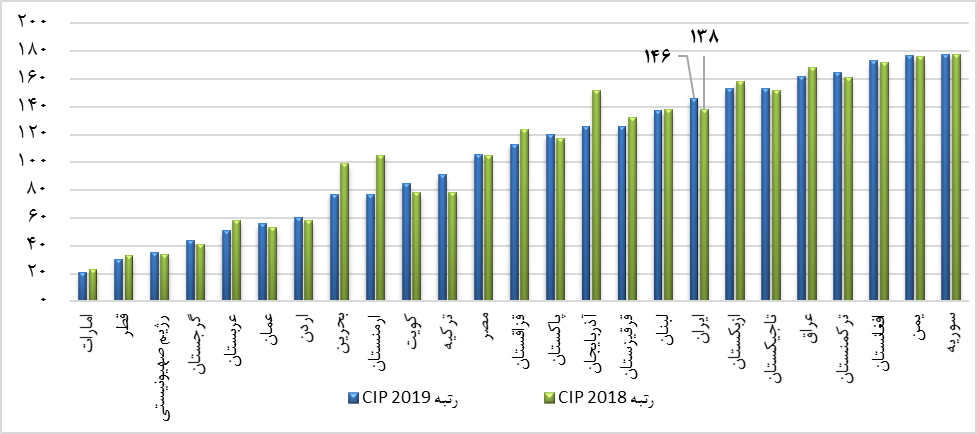 ۲۰۰
۱۸۰
۱۶۰
۱۴۰
۱۲۰
۱۰۰
۸۰
۶۰
۴۰
۲۰
۰
۱۴۶
۱۳۸
امارات
قطر
رژیم صهیونیستی
گرجستان
عربستان
عمان
اردن
بحرین
ارمنستان
کویت
ترکیه
مصر
قزاقستان
پاکستان
آذربایجان
قرقیزستان
لبنان
ایران
ازبکستان
تاجیکستان
عراق
ترکمنستان
افغانستان
یمن
سوریه
رتبه CIP 2019
رتبه CIP 2018